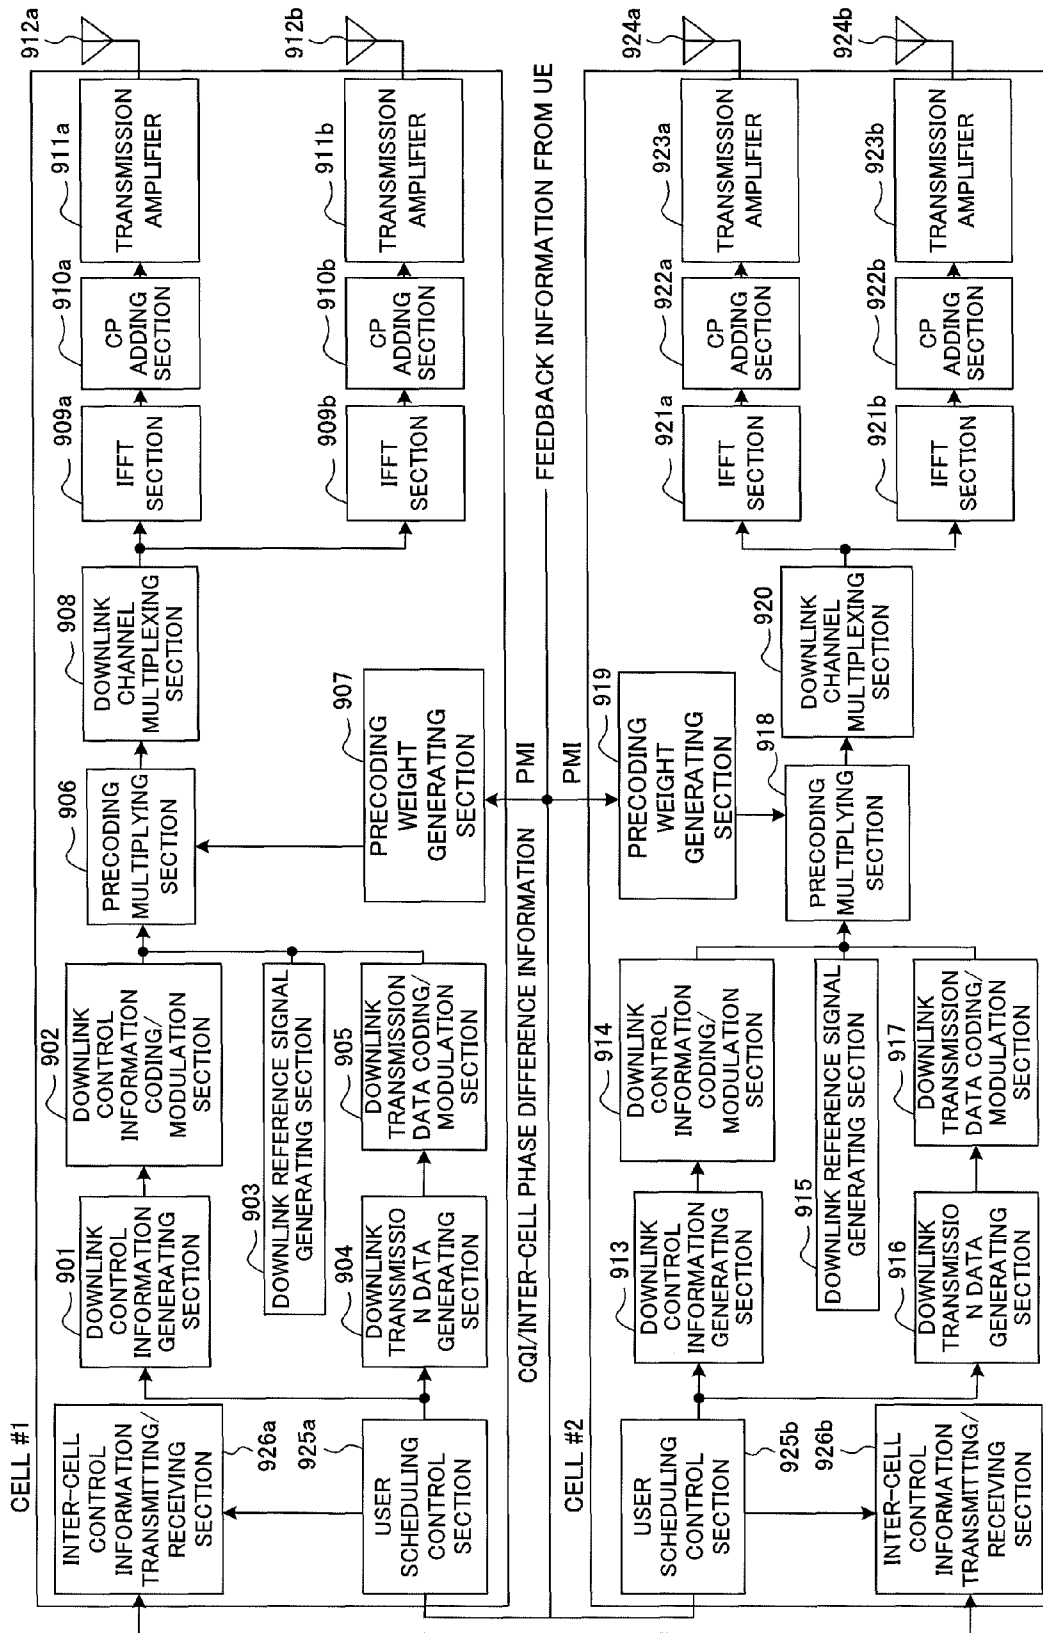 CELL #1
INTER-CELL
CONTROL
INFORMATION
TRANSMITTING/
RECEIVING
SECTION
926a
925a
USER
SCHEDULING
CONTROL
SECTION
901
DOWNLINK
CONTROL
INFORMATION
GENERATING
SECTION
902
DOWNLINK
CONTROL
INFORMATION
CODING/
MODULATION
SECTION
903
DOWNLINK REFERENCE SIGNAL
GENERATING SECTION
904
DOWNLINK
TRANSMISSIO
N DATA
GENERATING
SECTION
905
DOWNLINK
TRANSMISSION
DATA CODING/
MODULATION
SECTION
906
PRECODING
MULTIPLYING
SECTION
907
PRECODING
WEIGHT
GENERATING
SECTION
908
DOWNLINK
CHANNEL
MULTIPLEXING
SECTION
909a
IFFT
SECTION
910a
CP
ADDING
SECTION
911a
TRANSMISSION
AMPLIFIER
912a
909b
IFFT
SECTION
910b
CP
ADDING
SECTION
911b
TRANSMISSION
AMPLIFIER
912b
CQI/INTER-CELL PHASE DIFFERENCE INFORMATION
PMI
PMI
FEEDBACK INFORMATION FROM UE
CELL #2
USER
SCHEDULING
CONTROL
SECTION
925b
926b
INTER-CELL
CONTROL
INFORMATION
TRANSMITTING/
RECEIVING
SECTION
913
DOWNLINK
CONTROL
INFORMATION
GENERATING
SECTION
914
DOWNLINK
CONTROL
INFORMATION
CODING/
MODULATION
SECTION
915
DOWNLINK REFERENCE SIGNAL
GENERATING SECTION
916
DOWNLINK
TRANSMISSIO
N DATA
GENERATING
SECTION
917
DOWNLINK
TRANSMISSION
DATA CODING/
MODULATION
SECTION
919
PRECODING
WEIGHT
GENERATING
SECTION
918
PRECODING
MULTIPLYING
SECTION
920
DOWNLINK
CHANNEL
MULTIPLEXING
SECTION
921a
IFFT
SECTION
922a
CP
ADDING
SECTION
923a
TRANSMISSION
AMPLIFIER
924a
921b
IFFT
SECTION
922b
CP
ADDING
SECTION
923b
TRANSMISSION
AMPLIFIER
924b